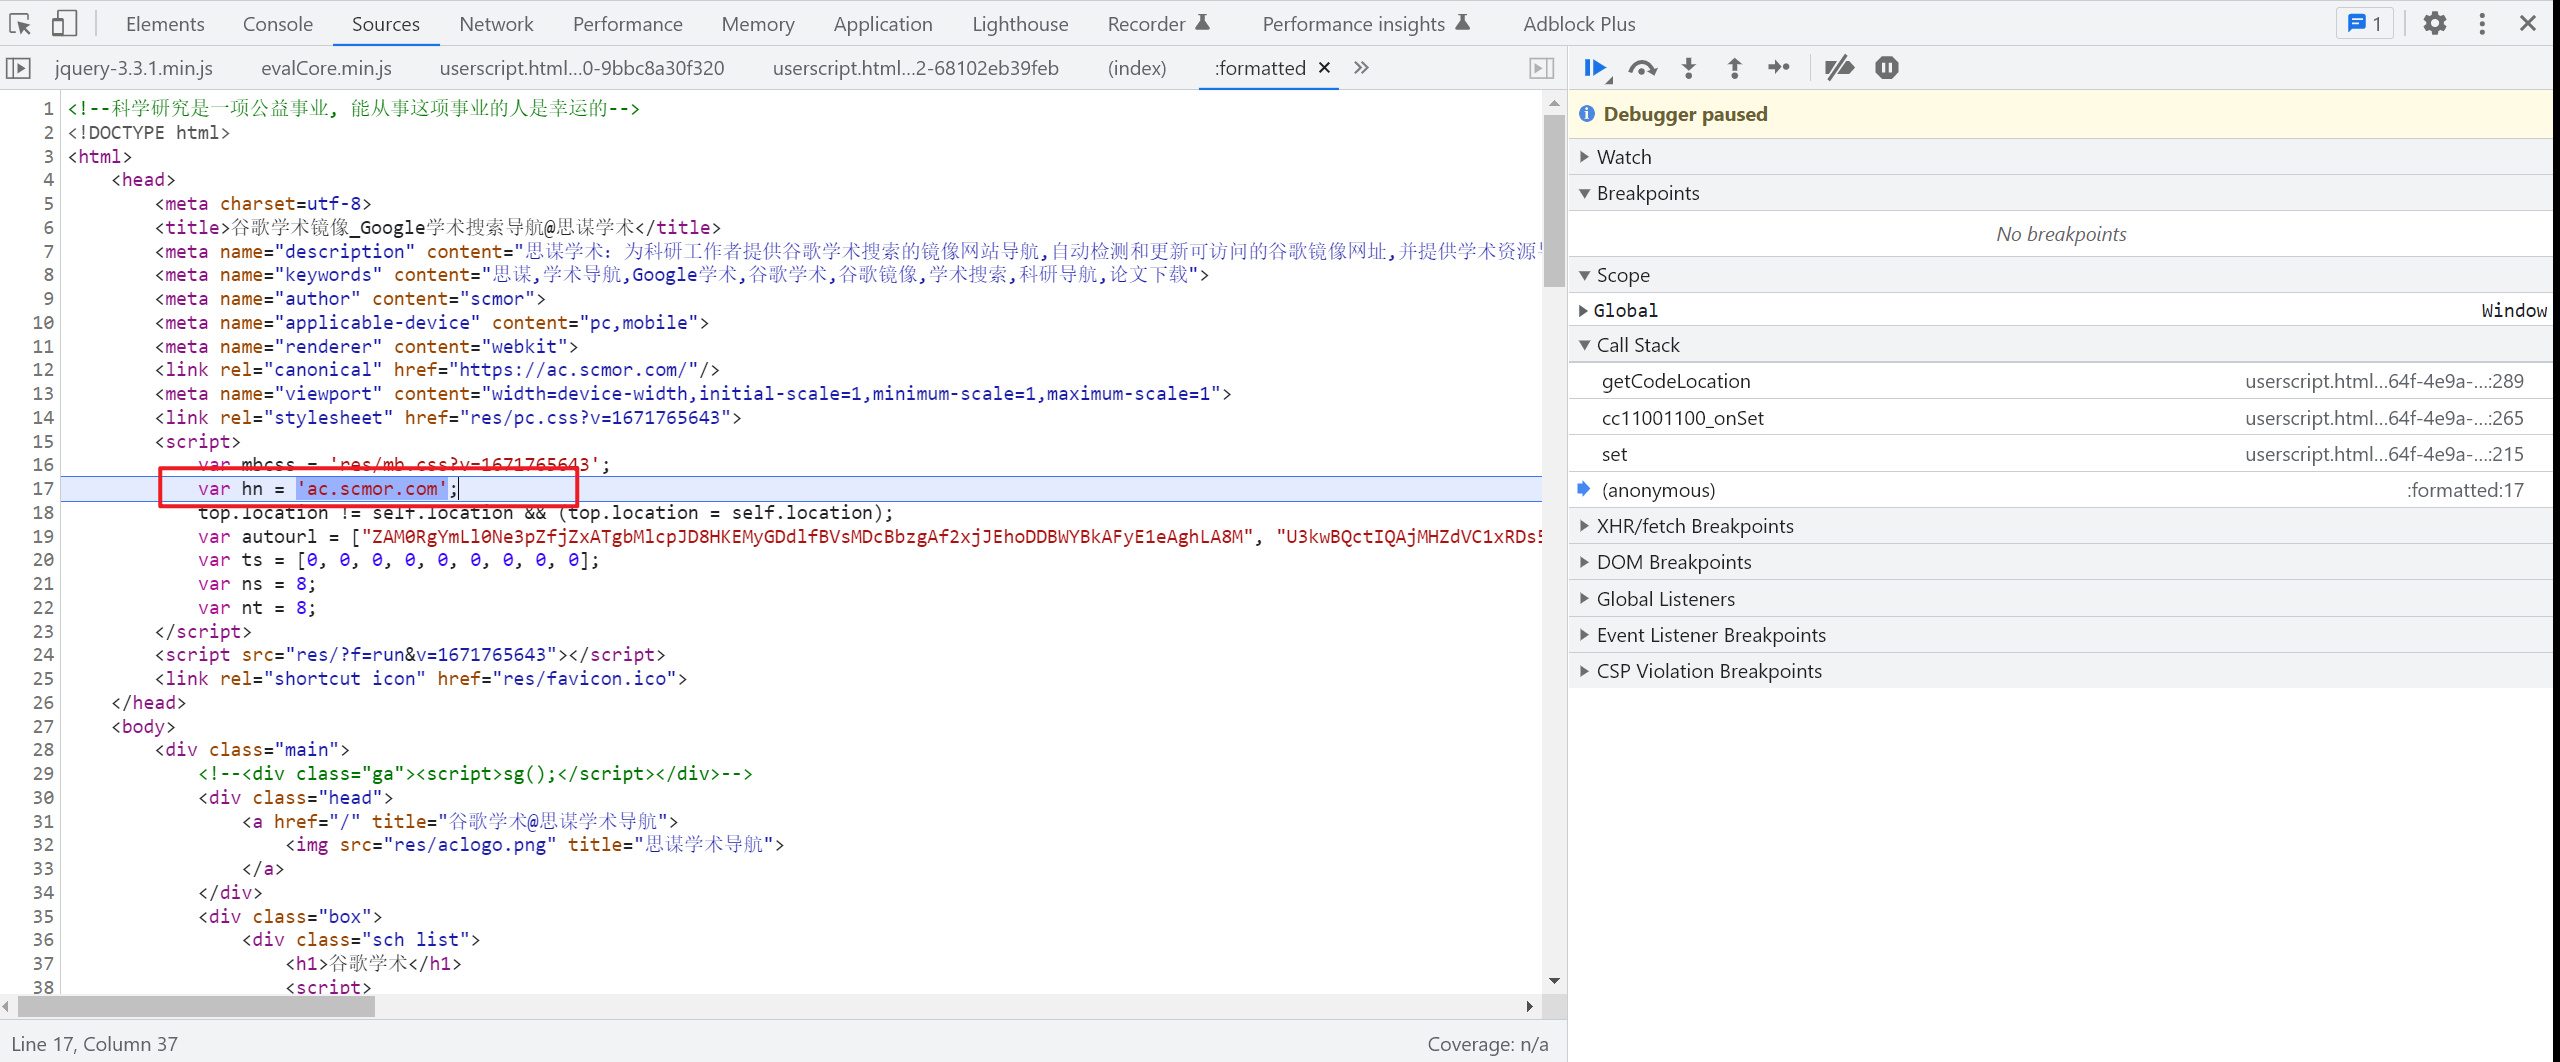 Elements Console Sources Network Performance Memory Application Lighthouse Recorder Performance insights Adblock Plus 1
jquery-3.3.1.min.js evalCore.min.js userscript.html...0-9bbc8a30f320 userscript.html...2-68102eb39feb (index) :formatted × »
1 <!--科学研究是一项公益事业, 能从事这项事业的人是幸运的-->
2 <!DOCTYPE html>
3 <html>
4 <head>
5 <meta charset=utf-8>
6 <title>谷歌学术镜像_Google学术搜索导航@思谋学术</title>
7 <meta name="description" content="思谋学术: 为科研工作者提供谷歌学术搜索的镜像网站导航,自动检测和更新可访问的谷歌镜像网址,并提供学术资源
8 <meta name="keywords" content="思谋,学术导航,Google学术,谷歌学术,谷歌镜像,学术搜索,科研导航,论文下载">
9 <meta name="author" content="scmor">
10 <meta name="applicable-device" content="pc,mobile">
11 <meta name="renderer" content="webkit">
12 <link rel="canonical" href="https://ac.scmor.com/"/>
13 <meta name="viewport" content="width=device-width,initial-scale=1,minimum-scale=1,maximum-scale=1">
14 <link rel="stylesheet" href="res/pc.css?v=1671765643">
15 <script>
16 var mbcss = 'res/mb.css?v=1671765643';
17 var hn = 'ac.scmor.com';
18 top.location != self.location && (top.location = self.location);
19 var autourl = ["ZAM0RgYmLl0Ne3pZfjZxATgbMlcpJD8HKEMyGDdlfBVsMDcBbzgAf2xjJEhoDDBWYBkAFyE1eAghLA8M", "U3kwBQctIQAjMHZdVC1xRDs5
20 var ts = [0, 0, 0, 0, 0, 0, 0, 0, 0];
21 var ns = 8;
22 var nt = 8;
23 </script>
24 <script src="res/?f=run&v=1671765643"></script>
25 <link rel="shortcut icon" href="res/favicon.ico">
26 </head>
27 <body>
28 <div class="main">
29 <!--<div class="ga"><script>sg();</script></div>-->
30 <div class="head">
31 <a href="/" title="谷歌学术@思谋学术导航">
32 <img src="res/aclogo.png" title="思谋学术导航">
33 </a>
34 </div>
35 <div class="box">
36 <div class="sch list">
37 <h1>谷歌学术</h1>
38 <script>
Line 17, Column 37 Coverage: n/a
Debugger paused
Watch
Breakpoints
No breakpoints
Scope
Global Window
Call Stack
getCodeLocation userscript.html...64f-4e9a-...:289
cc11001100_onSet userscript.html...64f-4e9a-...:265
set userscript.html...64f-4e9a-...:215
(anonymous) :formatted:17
XHR/fetch Breakpoints
DOM Breakpoints
Global Listeners
Event Listener Breakpoints
CSP Violation Breakpoints